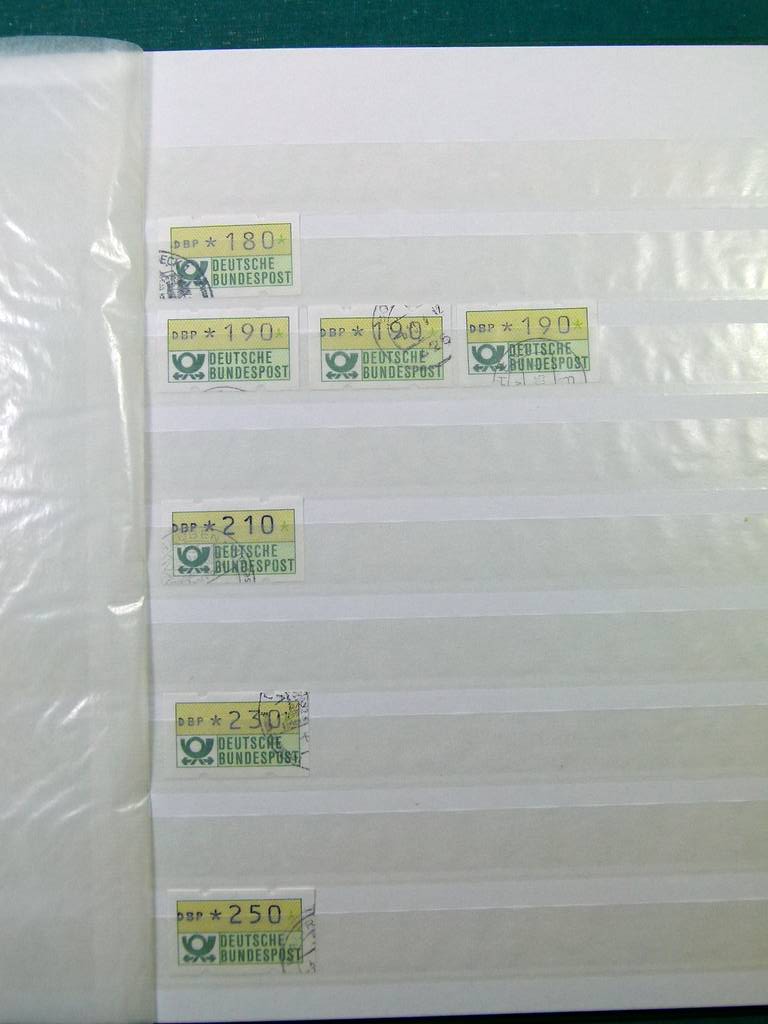 DBP *180*
DEUTSCHE
BUNDESPOST
DBP *190*
DEUTSCHE
BUNDESPOST
DBP *190
DEUTSCHE
BUNDESPOST
DBP *190*
DEUTSCHE
BUNDESPOST
DBP *210*
DEUTSCHE
BUNDESPOST
DBP *230
DEUTSCHE
BUNDESPOST
DBP *250*
DEUTSCHE
BUNDESPOST